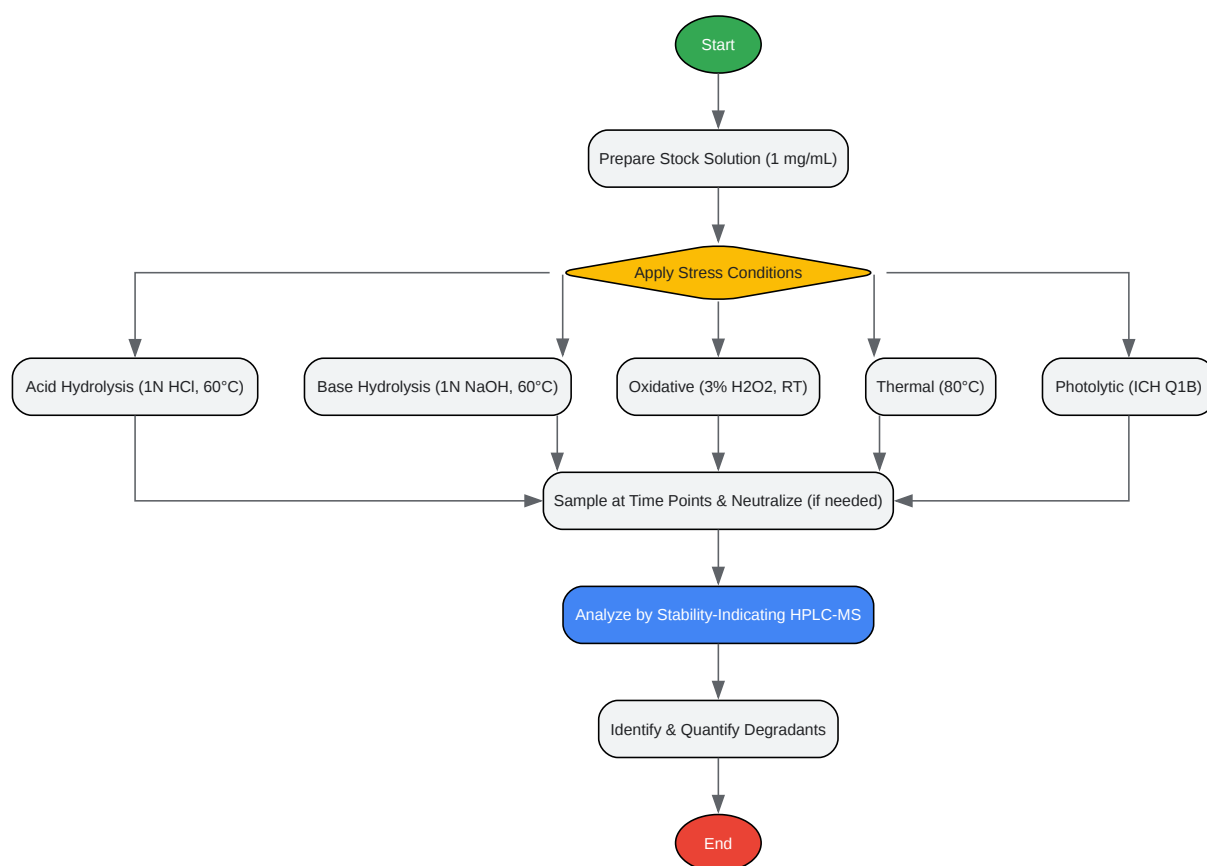 Start
Prepare Stock Solution (1 mg/mL)
Apply Stress Conditions
Acid Hydrolysis (1N HCl, 60°C)
Base Hydrolysis (1N NaOH, 60°C)
Oxidative (3% H2O2, RT)
Thermal (80°C)
Photolytic (ICH Q1B)
Sample at Time Points & Neutralize (if needed)
Analyze by Stability-Indicating HPLC-MS
Identify & Quantify Degradants
End